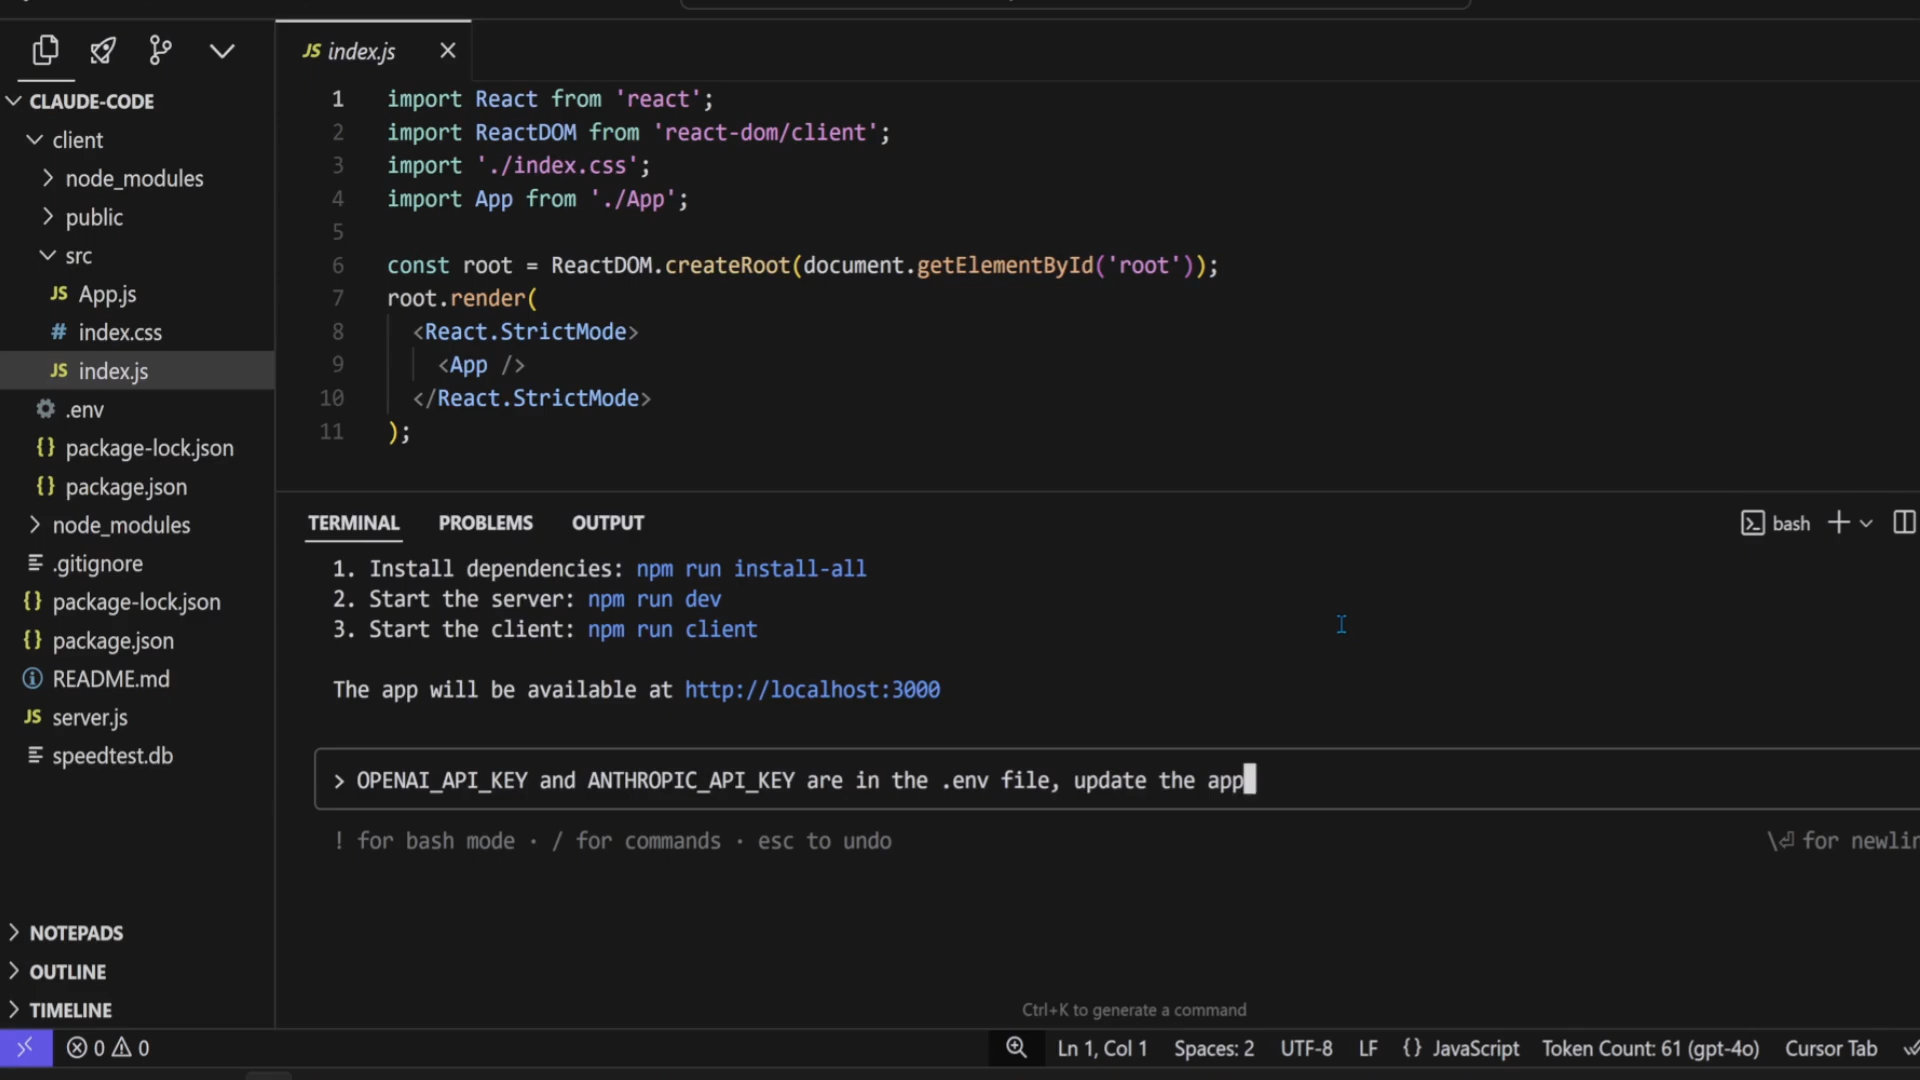 JS index.js
CLAUDE-CODE
client
node_modules
public
src
JS App.js
# index.css
JS index.js
.env
{} package-lock.json
{} package.json
node_modules
.gitignore
{} package-lock.json
{} package.json
README.md
JS server.js
speedtest.db
NOTEPADS
OUTLINE
TIMELINE
1 import React from 'react';
2 import ReactDOM from 'react-dom/client';
3 import './index.css';
4 import App from './App';
5
6 const root = ReactDOM.createRoot(document.getElementById('root'));
7 root.render(
8 <React.StrictMode>
9 <App />
10 </React.StrictMode>
11 );
TERMINAL PROBLEMS OUTPUT
bash
1. Install dependencies: npm run install-all
2. Start the server: npm run dev
3. Start the client: npm run client
The app will be available at http://localhost:3000
> OPENAI_API_KEY and ANTHROPIC_API_KEY are in the .env file, update the app
! for bash mode · / for commands · esc to undo
\⏎ for newlin
Ctrl+K to generate a command
0 0
Ln 1, Col 1 Spaces: 2 UTF-8 LF {} JavaScript Token Count: 61 (gpt-4o) Cursor Tab